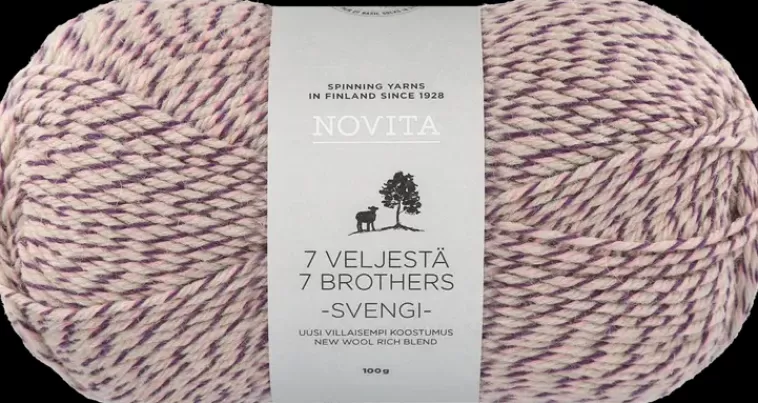 SPINNING YARNS
IN FINLAND SINCE 1928
NOVITA
7 VELJESTÄ
7 BROTHERS
-SVENGI-
UUSI VILLAISEMPI KOOSTUMUS
NEW WOOL RICH BLEND
100g